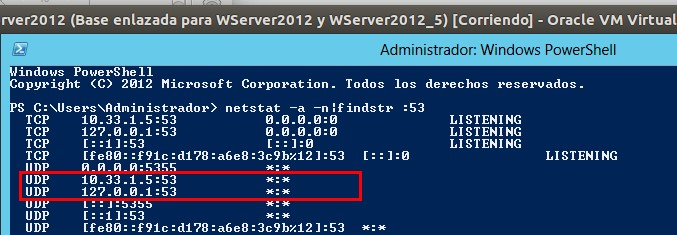 rver2012 (Base enlazada para WServer2012 y WServer2012_5) [Corriendo] - Oracle VM Virtual
Administrador: Windows PowerShell
Windows PowerShell
Copyright (C) 2012 Microsoft Corporation. Todos los derechos reservados.
PS C:\Users\Administrador> netstat -a -n|findstr :53
TCP 10.33.1.5:53 0.0.0.0:0 LISTENING
TCP 127.0.0.1:53 0.0.0.0:0 LISTENING
TCP [::1]:53 [::]:0 LISTENING
TCP [fe80::f91c:d178:a6e8:3c9b%12]:53 [::]:0 LISTENING
UDP 0.0.0.0:5355 *:*
UDP 10.33.1.5:53 *:*
UDP 127.0.0.1:53 *:*
UDP [::]:5355 *:*
UDP [::1]:53 *:*
UDP [fe80::f91c:d178:a6e8:3c9b%12]:53 *:*